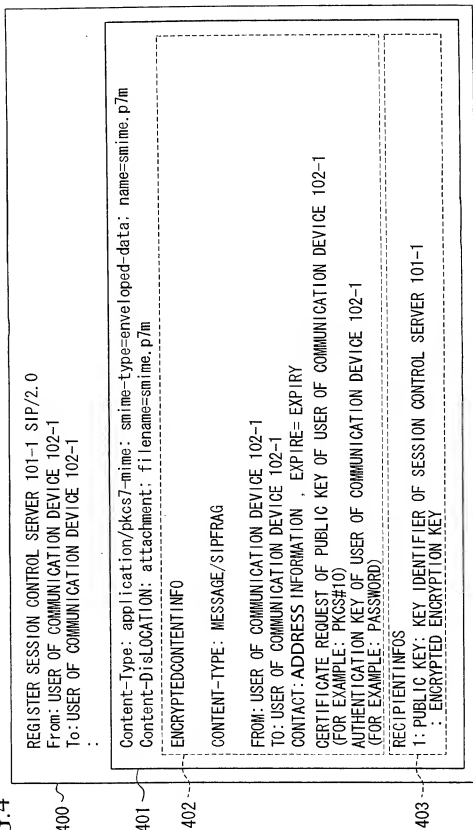 REGISTER SESSION CONTROL SERVER 101-1 SIP/2.0
From: USER OF COMMUNICATION DEVICE 102-1
To: USER OF COMMUNICATION DEVICE 102-1
:
Content-Type: application/pkcs7-mime: smime-type=enveloped-data: name=smime.p7m
Content-DisLOCATION: attachment: filename=smime.p7m
ENCRYPTEDCONTENTINFO
CONTENT-TYPE: MESSAGE/SIPFRAG
FROM: USER OF COMMUNICATION DEVICE 102-1
TO: USER OF COMMUNICATION DEVICE 102-1
CONTACT: ADDRESS INFORMATION , EXPIRE= EXPIRY
CERTIFICATE REQUEST OF PUBLIC KEY OF USER OF COMMUNICATION DEVICE 102-1
(FOR EXAMPLE: PKCS#10)
AUTHENTICATION KEY OF USER OF COMMUNICATION DEVICE 102-1
(FOR EXAMPLE: PASSWORD)
RECIPIENTINFOS
1: PUBLIC KEY: KEY IDENTIFIER OF SESSION CONTROL SERVER 101-1
: ENCRYPTED ENCRYPTION KEY
400
401
402
403